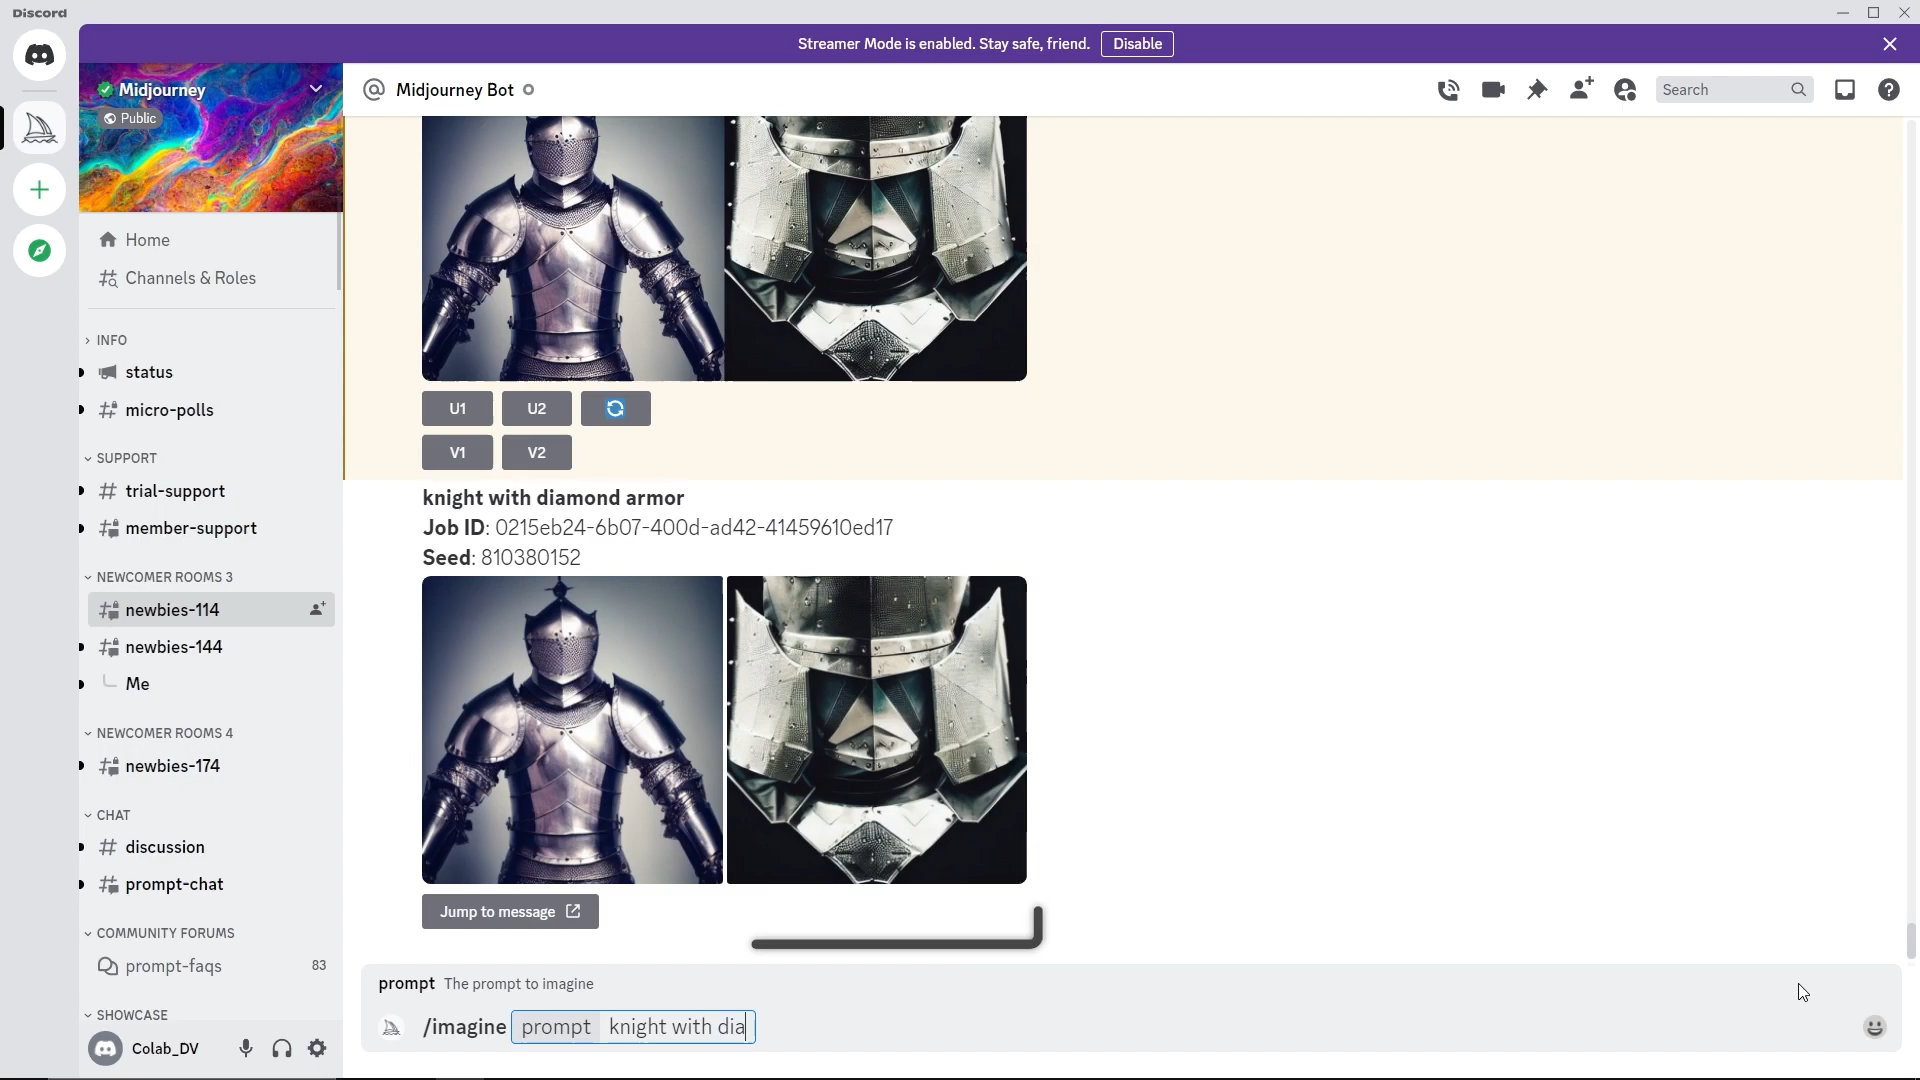 Discord
Streamer Mode is enabled. Stay safe, friend.
Disable
Midjourney
Public
Home
Channels & Roles
INFO
status
micro-polls
SUPPORT
trial-support
member-support
NEWCOMER ROOMS 3
newbies-114
newbies-144
Me
NEWCOMER ROOMS 4
newbies-174
CHAT
discussion
prompt-chat
COMMUNITY FORUMS
prompt-faqs 83
SHOWCASE
Colab_DV
Midjourney Bot
Search
U1 U2
V1 V2
knight with diamond armor
Job ID: 0215eb24-6b07-400d-ad42-41459610ed17
Seed: 810380152
Jump to message
prompt The prompt to imagine
/imagine prompt knight with dia